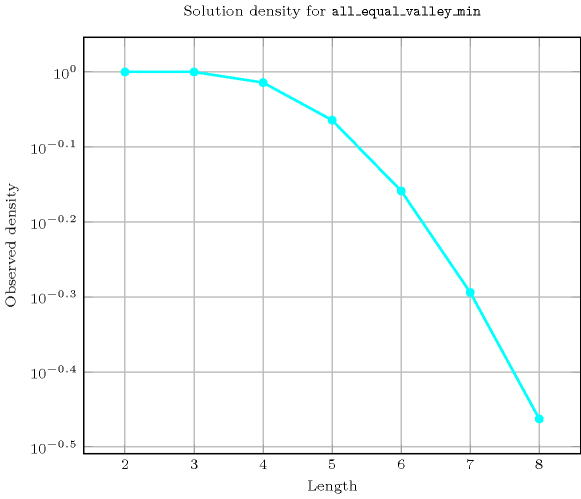 Solution density for all_equal_valley_min
Observed density
10^0
10^−0.1
10^−0.2
10^−0.3
10^−0.4
10^−0.5
2 3 4 5 6 7 8
Length